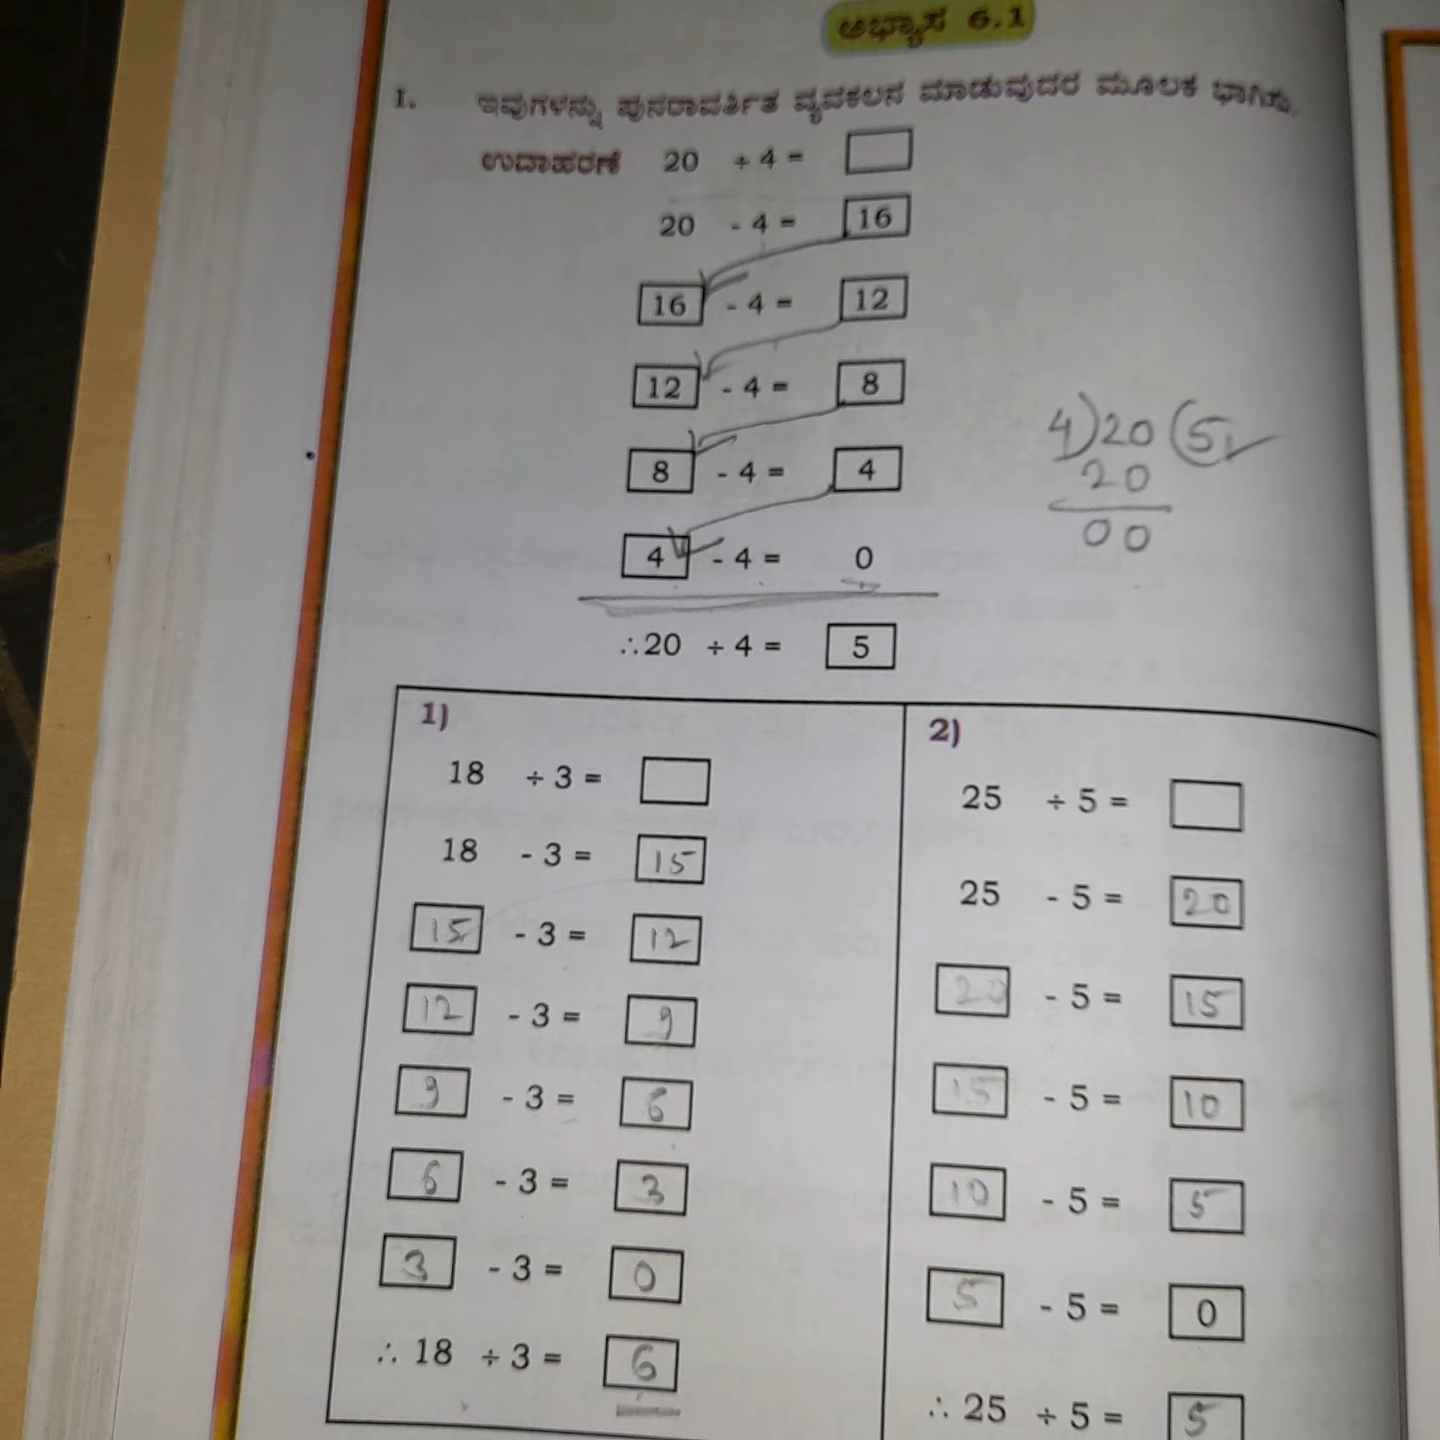 ಅಭ್ಯಾಸ 6.1
I. ಇವುಗಳನ್ನು ಪುನರಾವರ್ತಿತ ವ್ಯವಕಲನ ಮಾಡುವುದರ ಮೂಲಕ ಭಾಗಿಸಿ.
ಉದಾಹರಣೆ 20 ÷ 4 =
20 - 4 = 16
16 - 4 = 12
12 - 4 = 8
8 - 4 = 4
4 - 4 = 0
∴ 20 ÷ 4 = 5
4)20(5
20
00
1)
18 ÷ 3 =
18 - 3 = 15
15 - 3 = 12
12 - 3 = 9
9 - 3 = 6
6 - 3 = 3
3 - 3 = 0
∴ 18 ÷ 3 = 6
2)
25 ÷ 5 =
25 - 5 = 20
20 - 5 = 15
15 - 5 = 10
10 - 5 = 5
5 - 5 = 0
∴ 25 ÷ 5 = 5